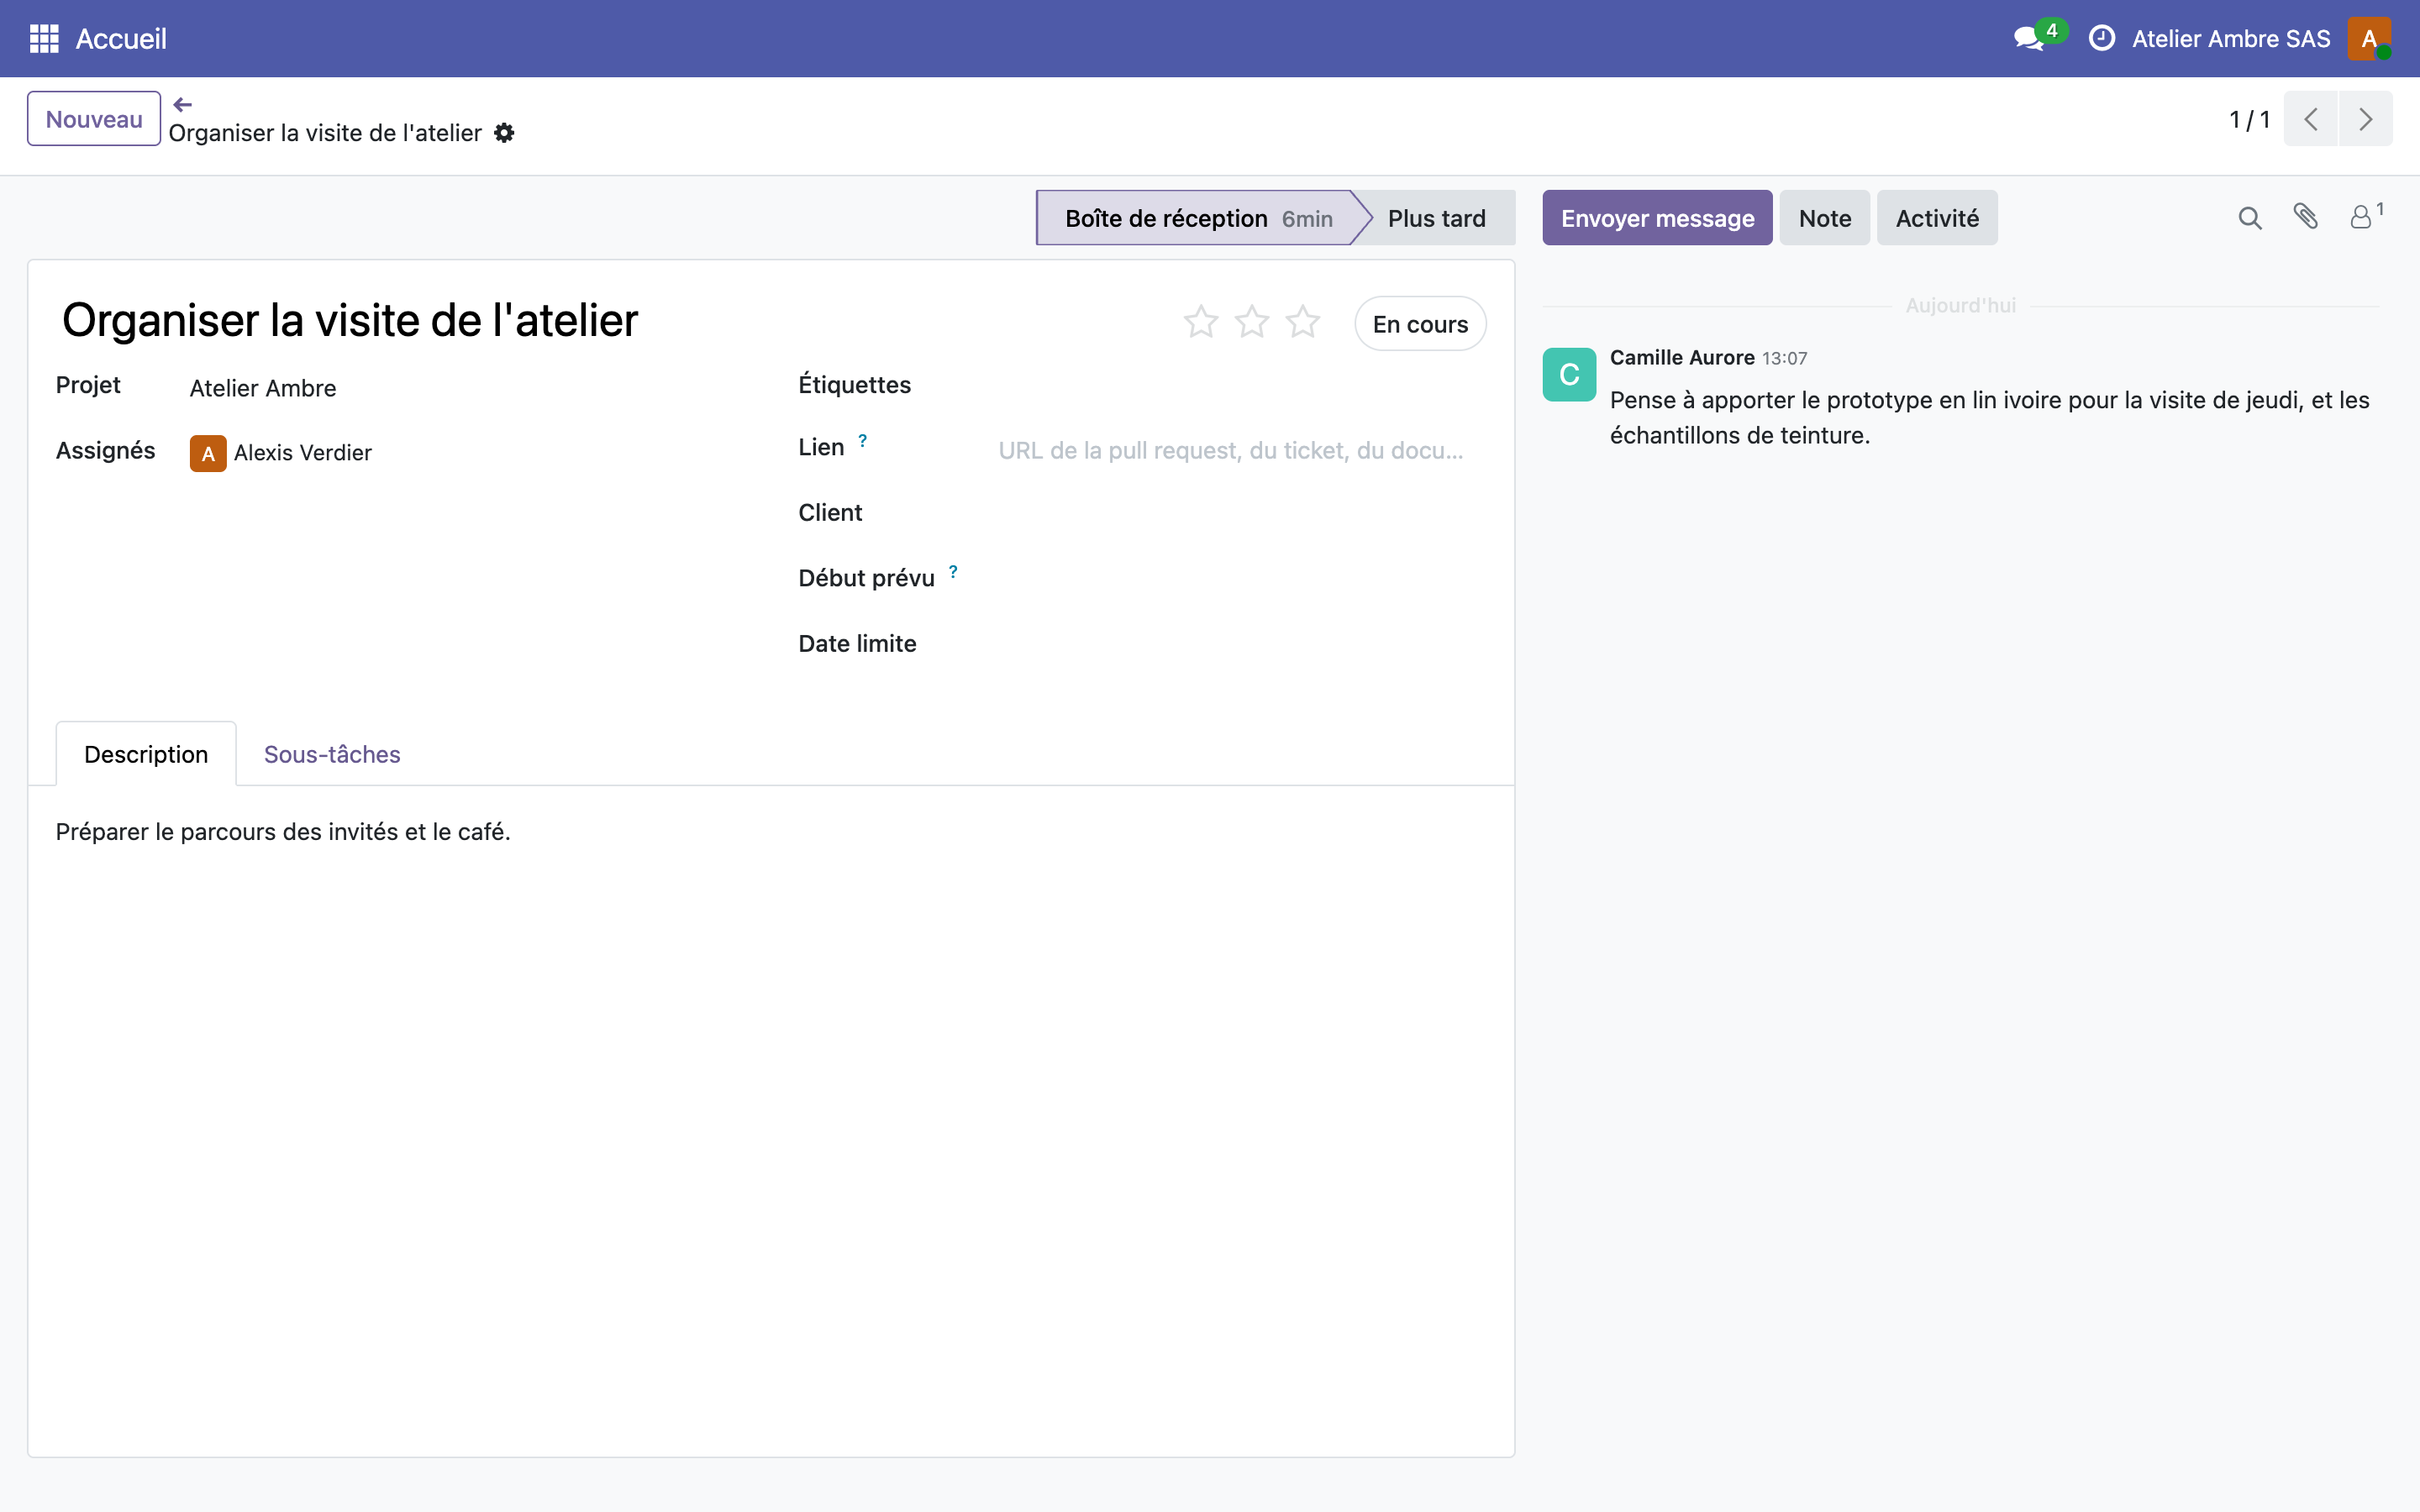 Accueil
4
Atelier Ambre SAS
A
Nouveau
Organiser la visite de l'atelier
1 / 1
Boîte de réception 6min
Plus tard
Envoyer message
Note
Activité
1
Organiser la visite de l'atelier
En cours
Projet
Atelier Ambre
Assignés
A Alexis Verdier
Étiquettes
Lien ?
URL de la pull request, du ticket, du docu...
Client
Début prévu ?
Date limite
Description
Sous-tâches
Préparer le parcours des invités et le café.
Aujourd'hui
C
Camille Aurore 13:07
Pense à apporter le prototype en lin ivoire pour la visite de jeudi, et les
échantillons de teinture.